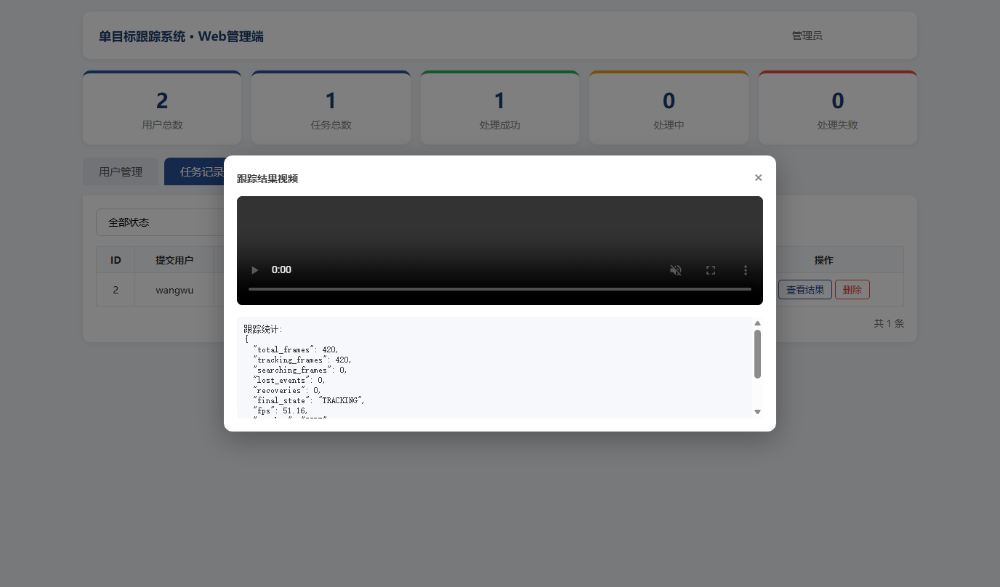 单目标跟踪系统 • Web管理端
管理员
2
用户总数
1
任务总数
1
处理成功
0
处理中
0
处理失败
用户管理
任务记录
跟踪结果视频
×
全部状态
0:00
ID
提交用户
操作
2
wangwu
查看结果
删除
共 1 条
跟踪统计:
{
"total_frames": 420,
"tracking_frames": 420,
"searching_frames": 0,
"lost_events": 0,
"recoveries": 0,
"final_state": "TRACKING",
"fps": 51.16,